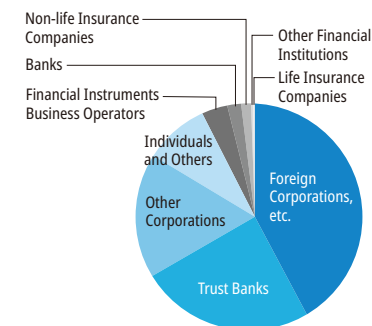 Non-life Insurance
Companies
Banks
Financial Instruments
Business Operators
Individuals
and Others
Other
Corporations
Trust Banks
Foreign
Corporations,
etc.
Other Financial
Institutions
Life Insurance
Companies